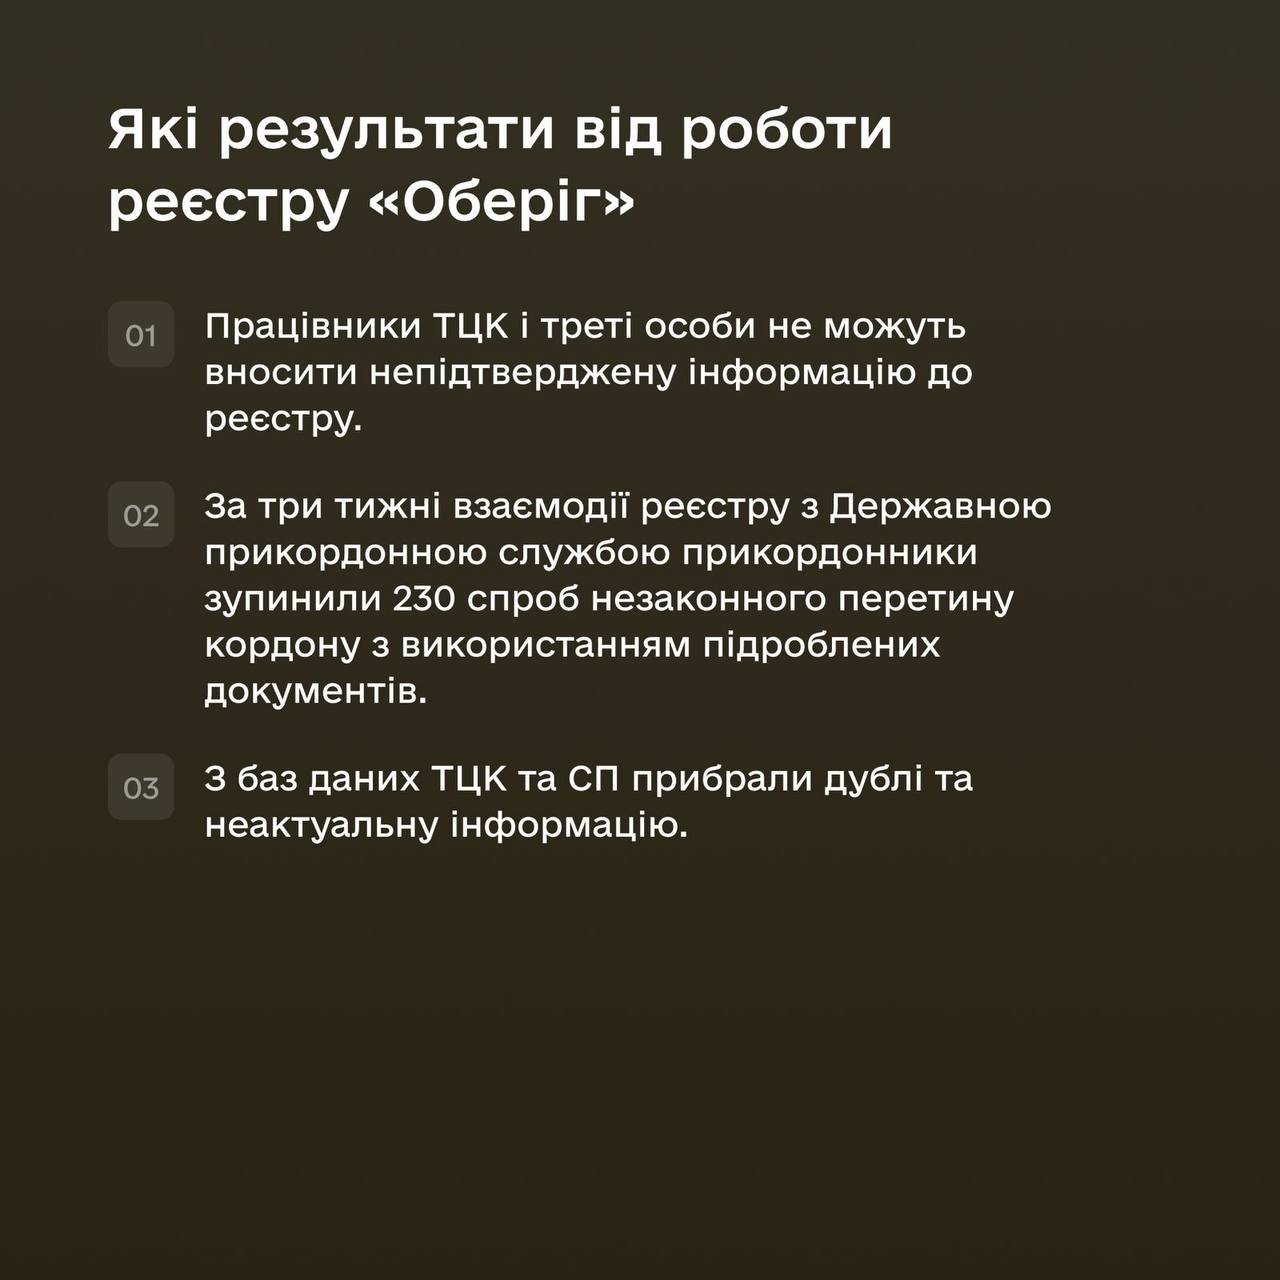 Які результати від роботи
реєстру «Оберіг»
01
Працівники ТЦК і треті особи не можуть
вносити непідтверджену інформацію до
реєстру.
02
За три тижні взаємодії реєстру з Державною
прикордонною службою прикордонники
зупинили 230 спроб незаконного перетину
кордону з використанням підроблених
документів.
03
З баз даних ТЦК та СП прибрали дублі та
неактуальну інформацію.